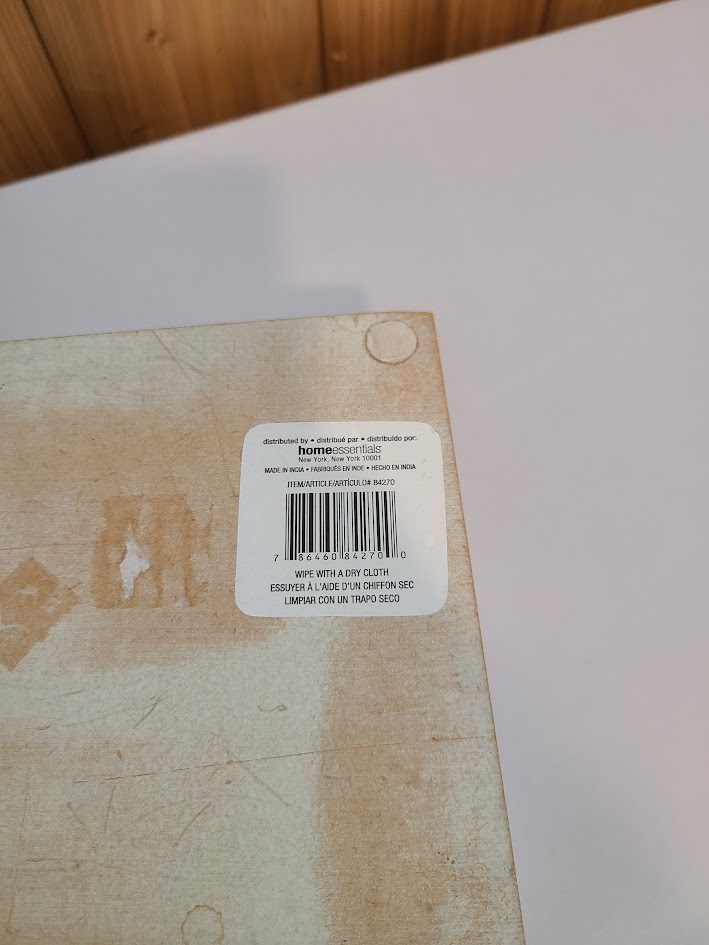 distributed by • distribué par • distribuido por:
homeessentials
New York, New York 10001
MADE IN INDIA • FABRIQUÉS EN INDE • HECHO EN INDIA
ITEM/ARTICLE/ARTÍCULO# 84270
7 86460 84270 0
WIPE WITH A DRY CLOTH
ESSUYER À L'AIDE D'UN CHIFFON SEC
LIMPIAR CON UN TRAPO SECO